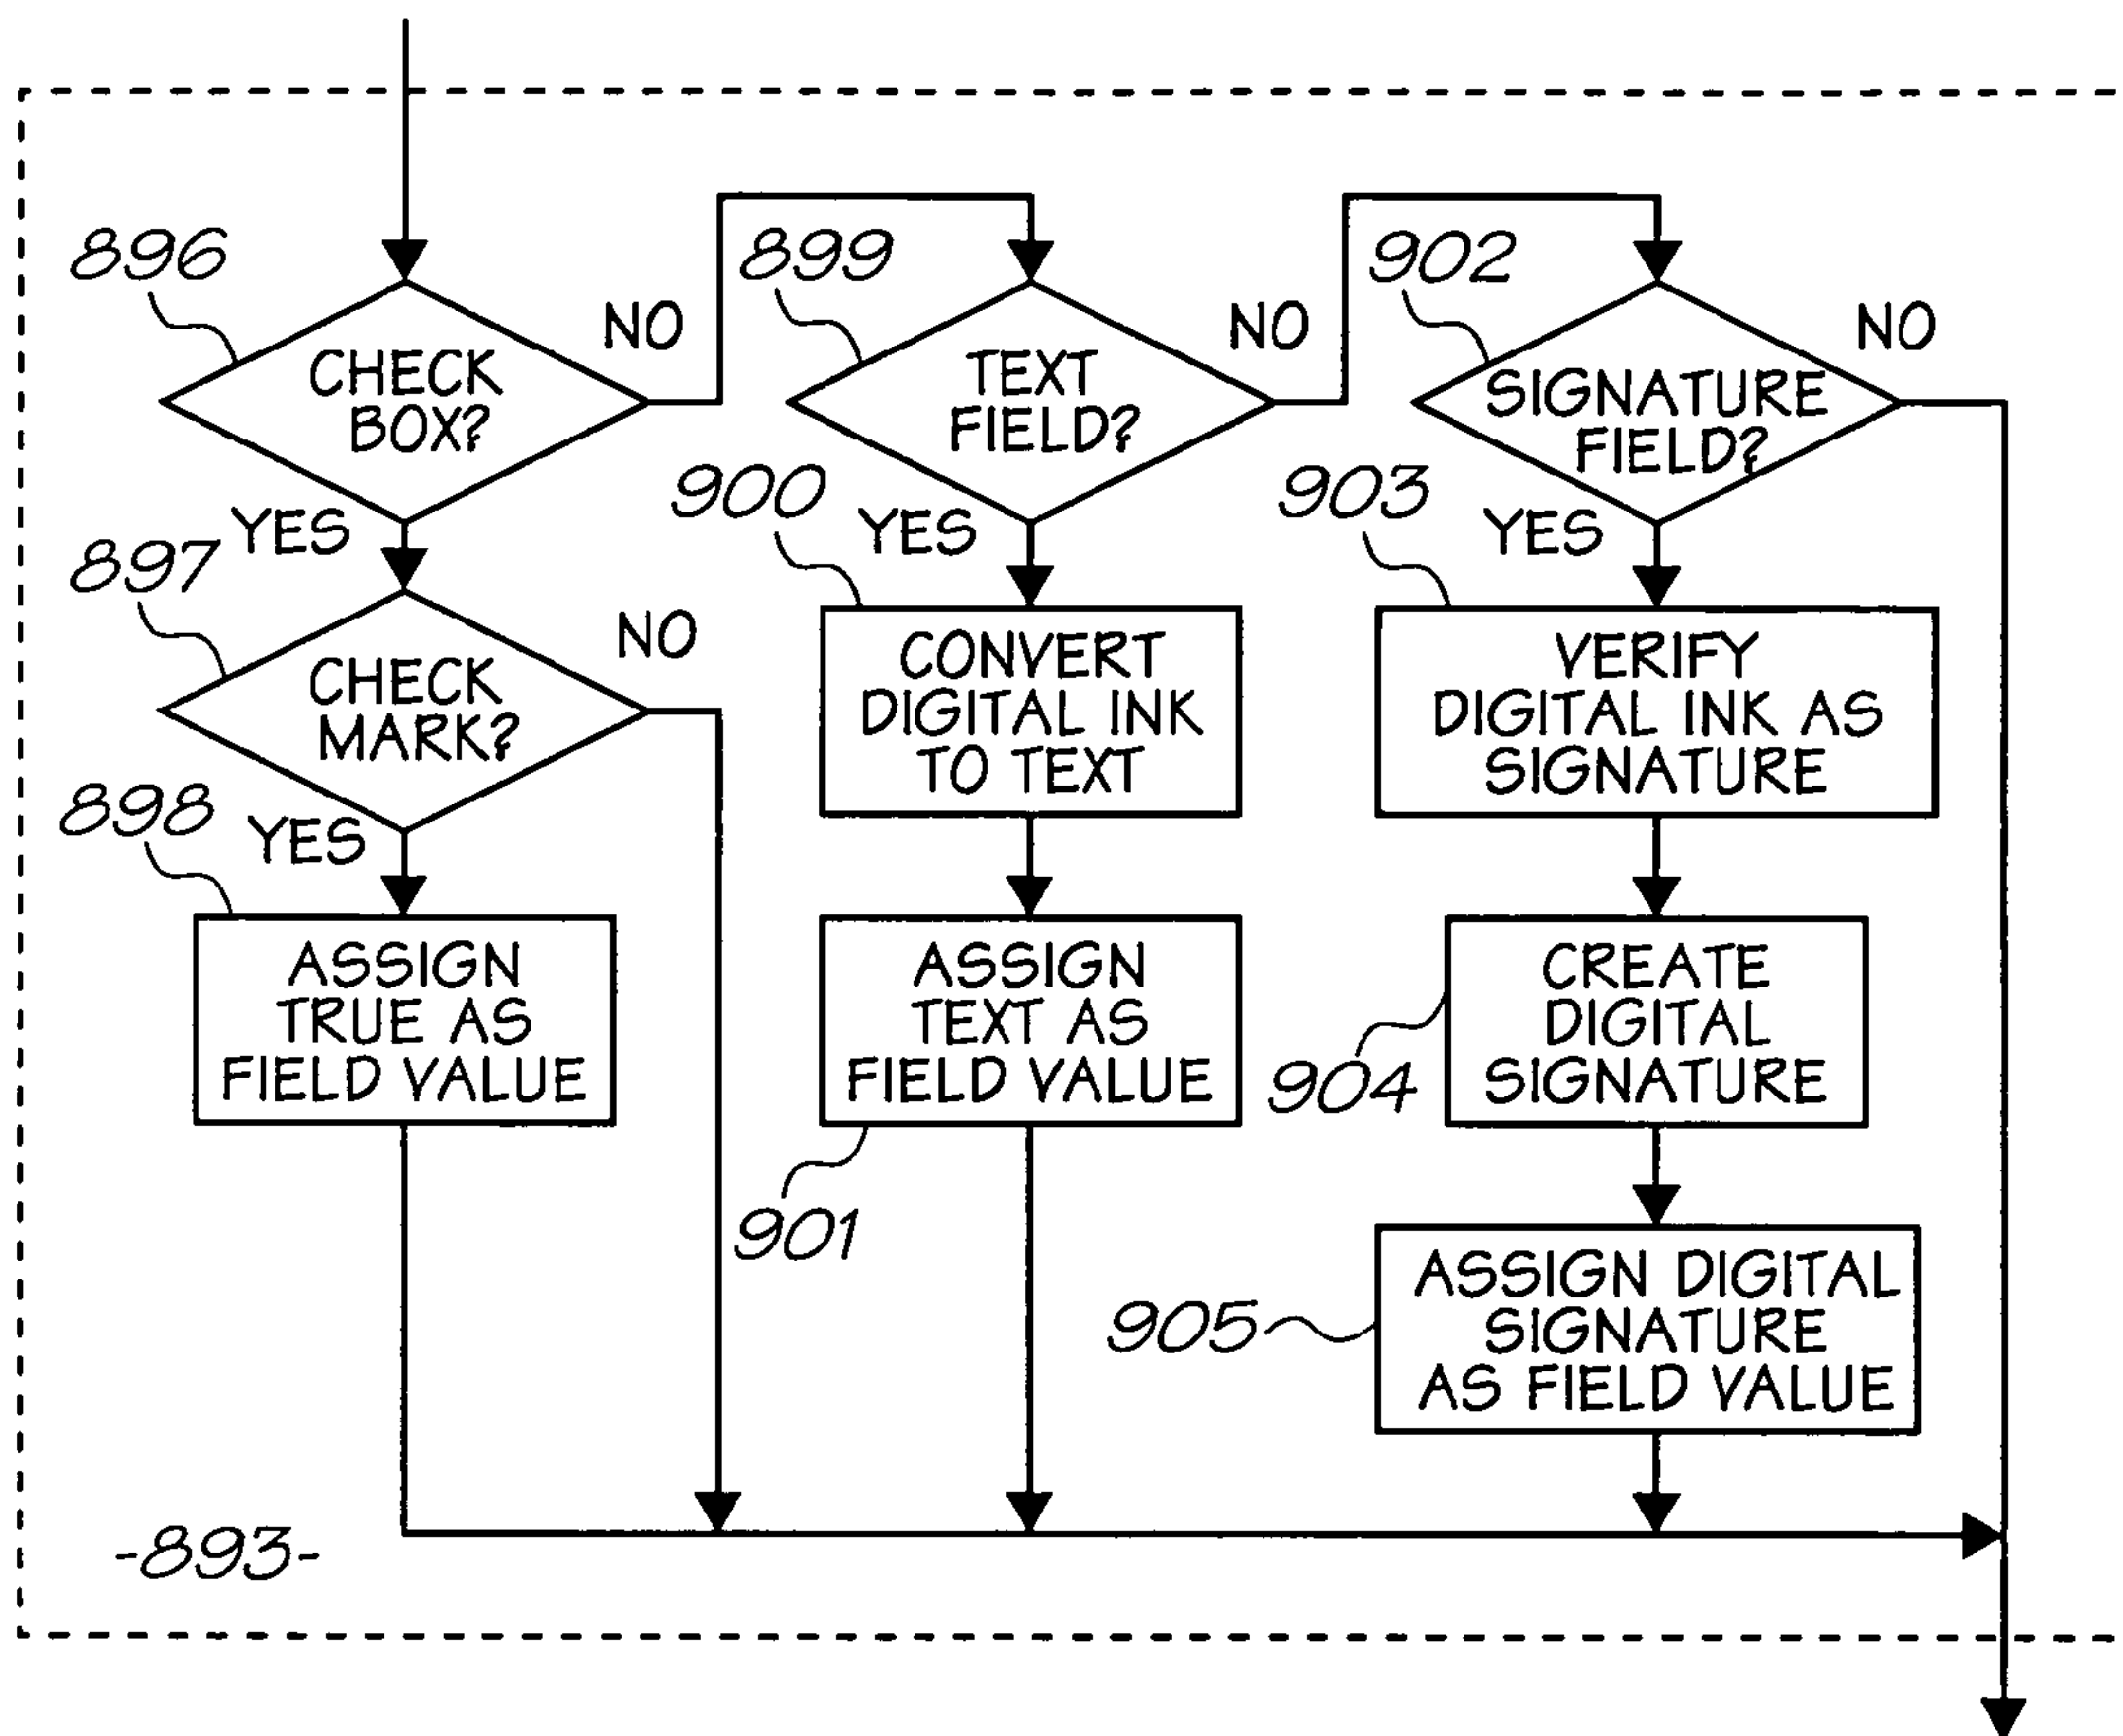 896
CHECK
BOX?
NO
YES
899
TEXT
FIELD?
NO
YES
902
SIGNATURE
FIELD?
NO
YES
897
CHECK
MARK?
NO
YES
900
CONVERT
DIGITAL INK
TO TEXT
903
VERIFY
DIGITAL INK AS
SIGNATURE
898
ASSIGN
TRUE AS
FIELD VALUE
ASSIGN
TEXT AS
FIELD VALUE
901
904
CREATE
DIGITAL
SIGNATURE
905
ASSIGN DIGITAL
SIGNATURE
AS FIELD VALUE
-893-